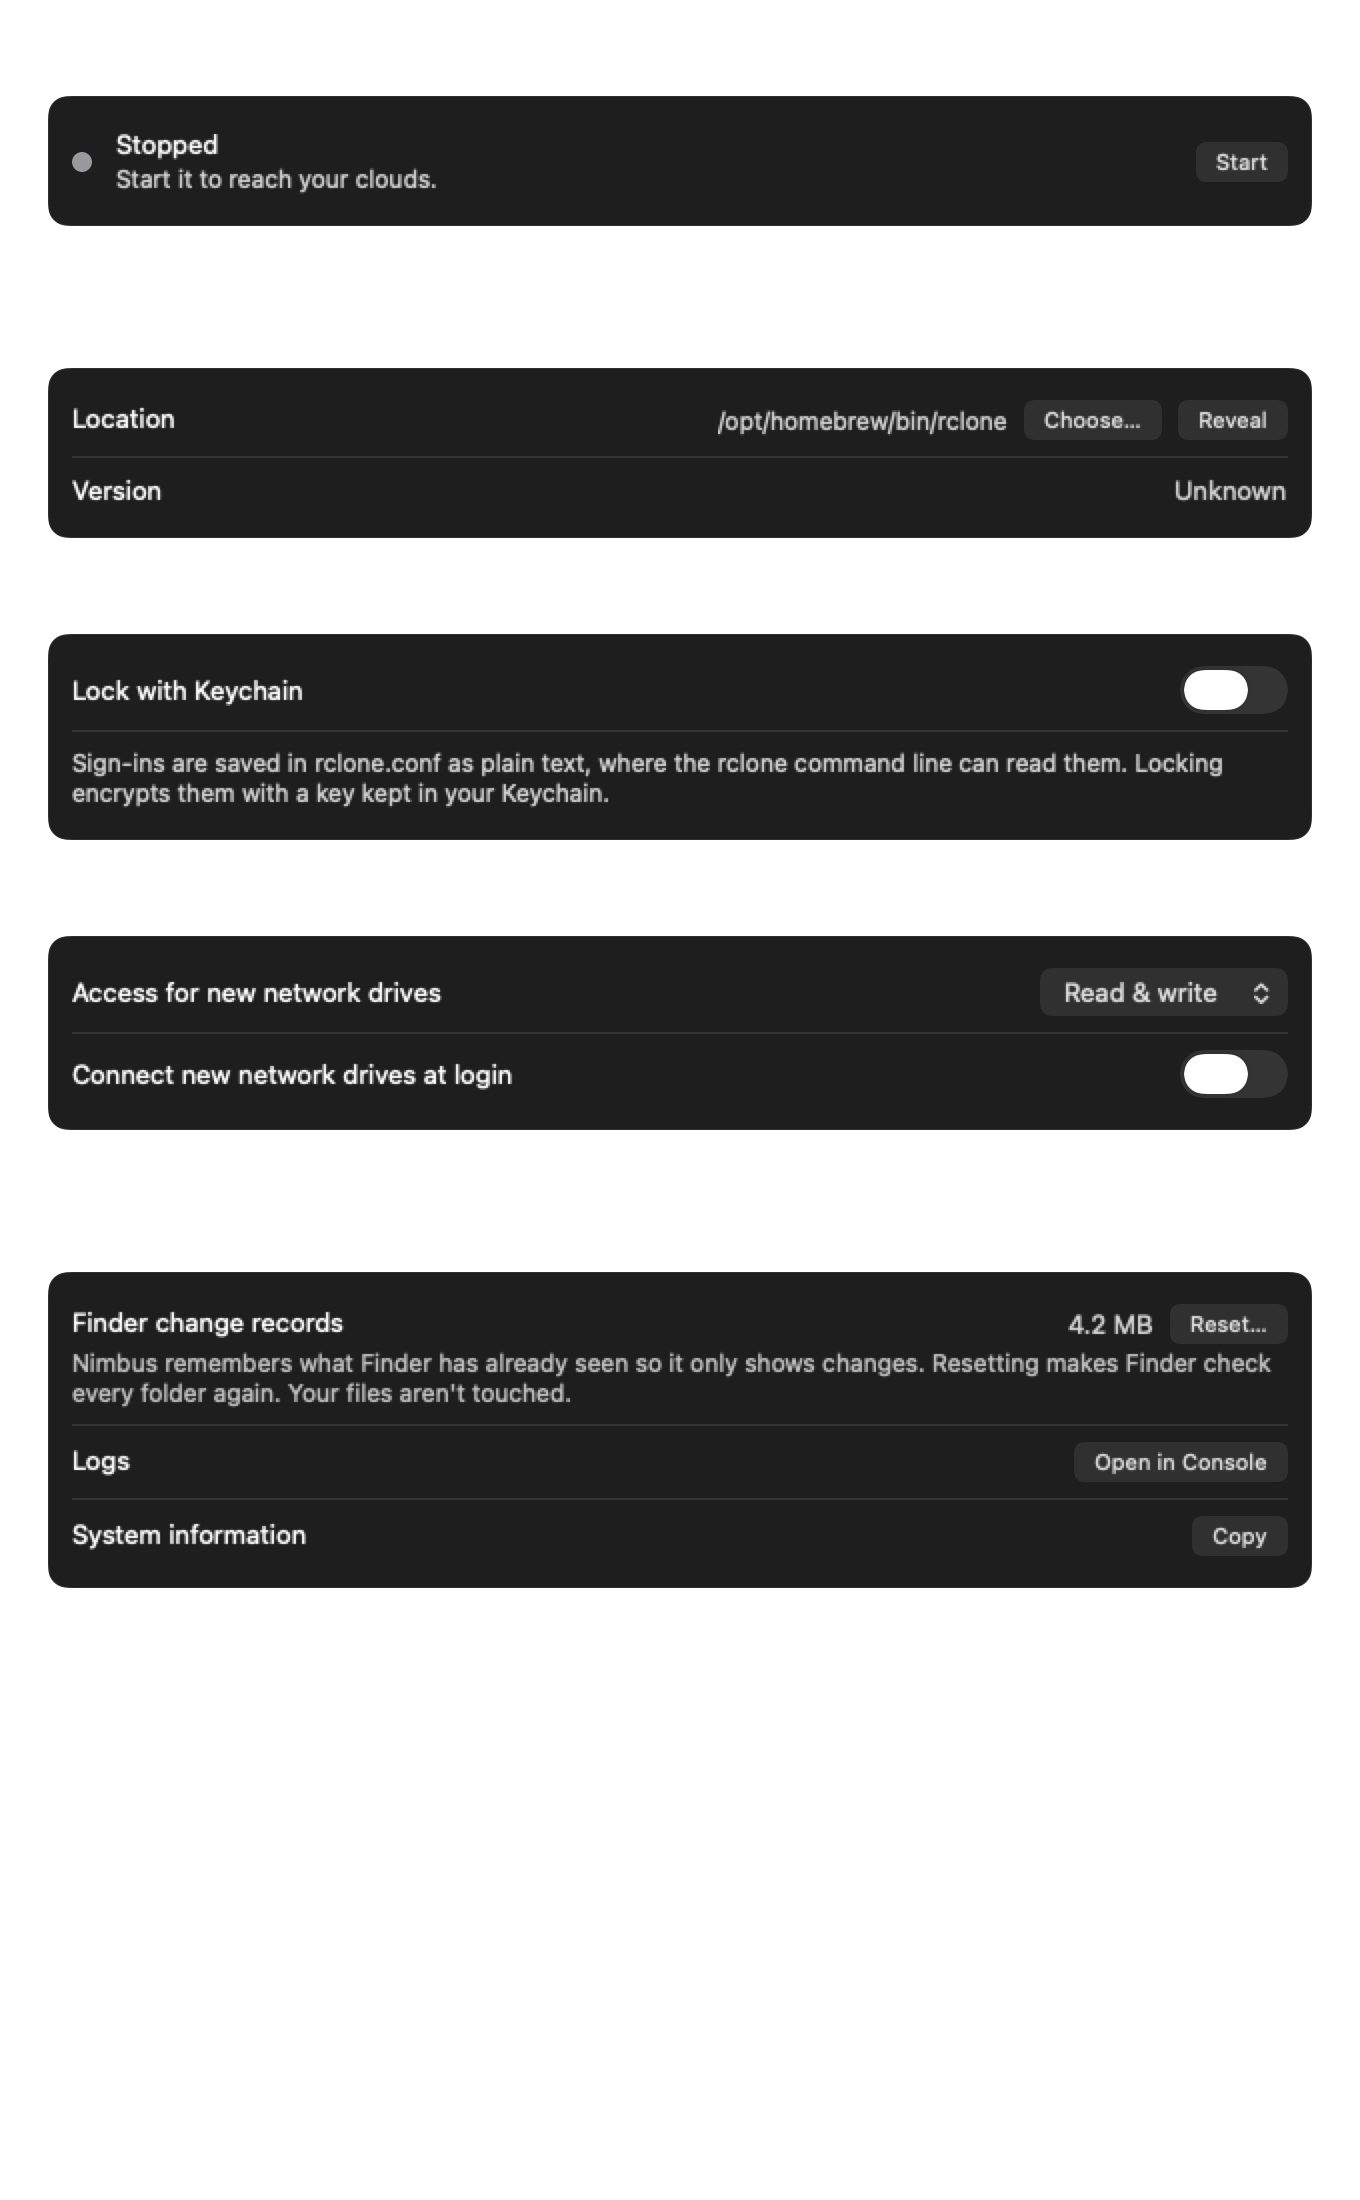 Stopped
Start it to reach your clouds.
Start
Location
/opt/homebrew/bin/rclone
Choose...
Reveal
Version
Unknown
Lock with Keychain
Sign-ins are saved in rclone.conf as plain text, where the rclone command line can read them. Locking
encrypts them with a key kept in your Keychain.
Access for new network drives
Read & write
Connect new network drives at login
Finder change records
4.2 MB
Reset...
Nimbus remembers what Finder has already seen so it only shows changes. Resetting makes Finder check
every folder again. Your files aren't touched.
Logs
Open in Console
System information
Copy